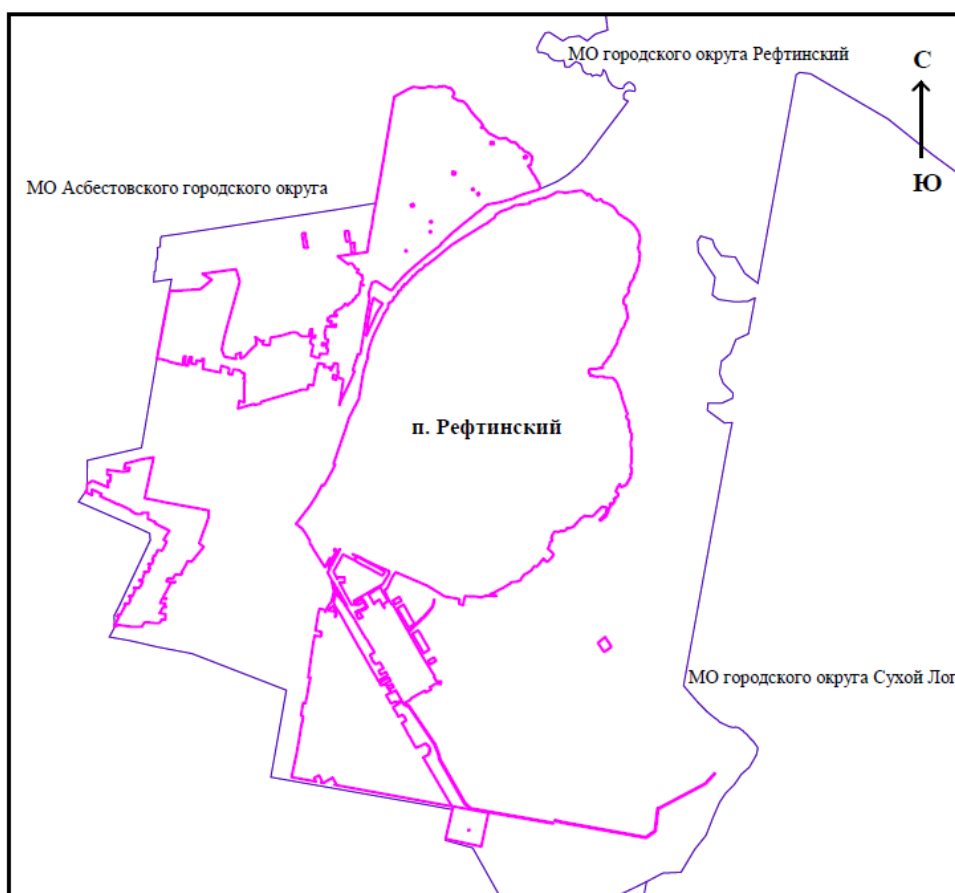 МО городского округа Рефтинский
С
Ю
МО Асбестовского городского округа
п. Рефтинский
МО городского округа Сухой Лог